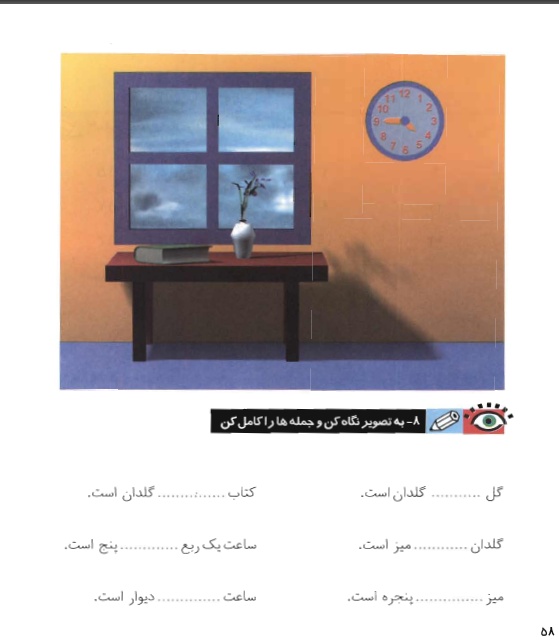 12
11 1
10 2
9 3
8 4
7 5
6
۸- به تصویر نگاه کن و جمله ها را کامل کن
گل ........... گلدان است.
کتاب ............... گلدان است.
گلدان ............ میز است.
ساعت یک ربع ............. پنج است.
میز ............... پنجره است.
ساعت .............. دیوار است.
۵۸